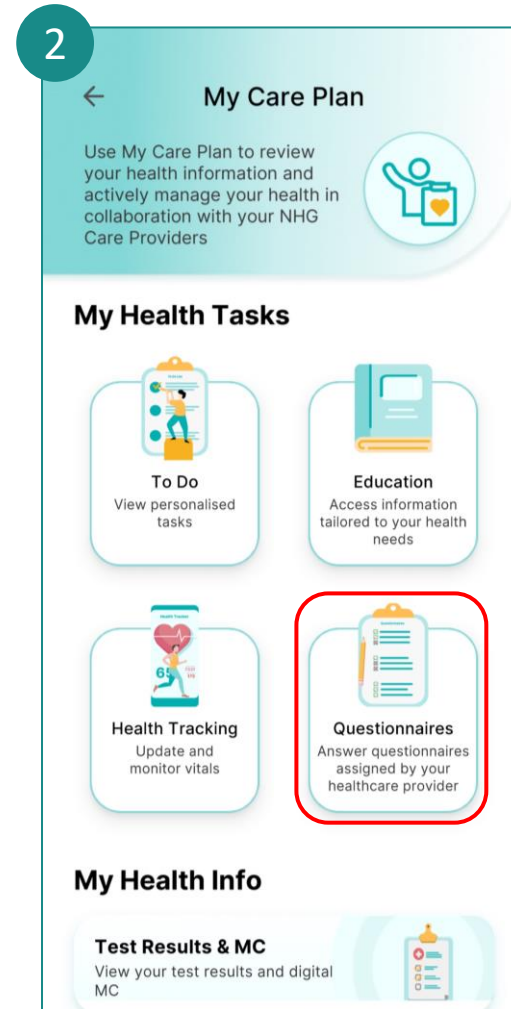 2
My Care Plan
Use My Care Plan to review
your health information and
actively manage your health in
collaboration with your NHG
Care Providers
My Health Tasks
To Do
View personalised
tasks
Education
Access information
tailored to your health
needs
Health Tracking
Update and
monitor vitals
Questionnaires
Answer questionnaires
assigned by your
healthcare provider
My Health Info
Test Results & MC
View your test results and digital
MC